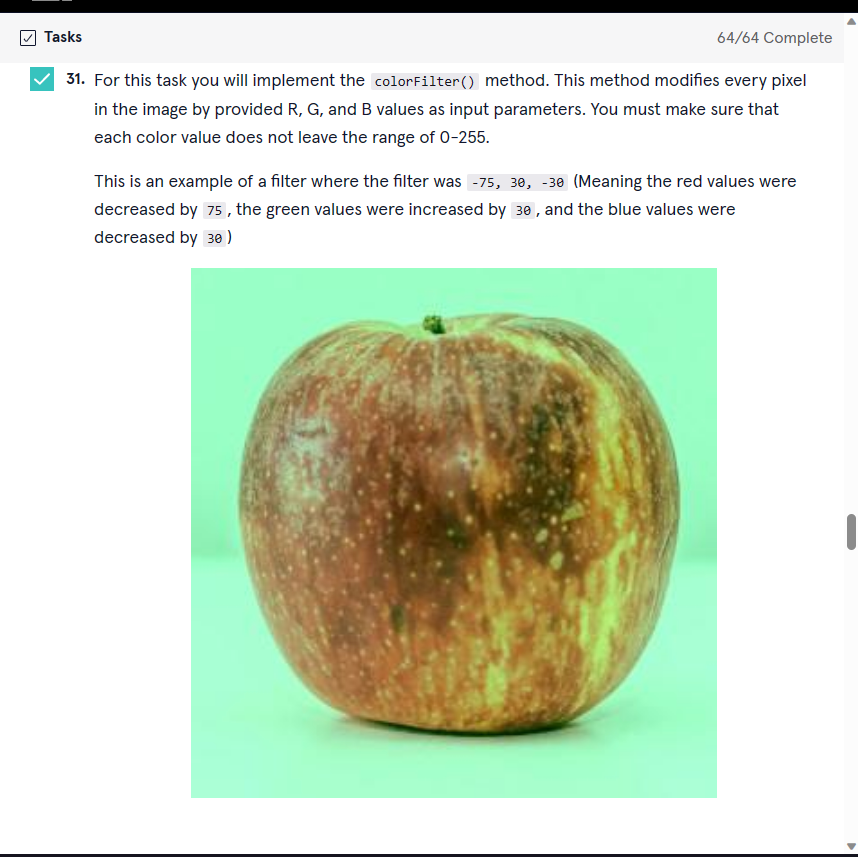 Tasks
64/64 Complete
31. For this task you will implement the colorFilter() method. This method modifies every pixel
in the image by provided R, G, and B values as input parameters. You must make sure that
each color value does not leave the range of 0-255.
This is an example of a filter where the filter was -75, 30, -30 (Meaning the red values were
decreased by 75, the green values were increased by 30, and the blue values were
decreased by 30)